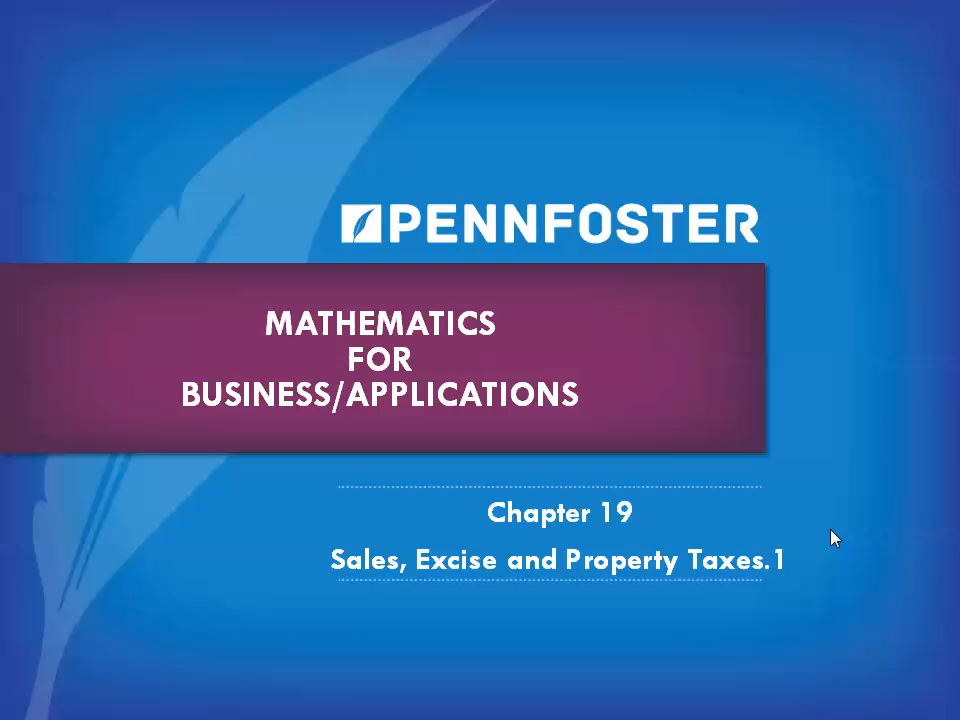 PENNFOSTER
MATHEMATICS
FOR
BUSINESS/APPLICATIONS
Chapter 19
Sales, Excise and Property Taxes.1